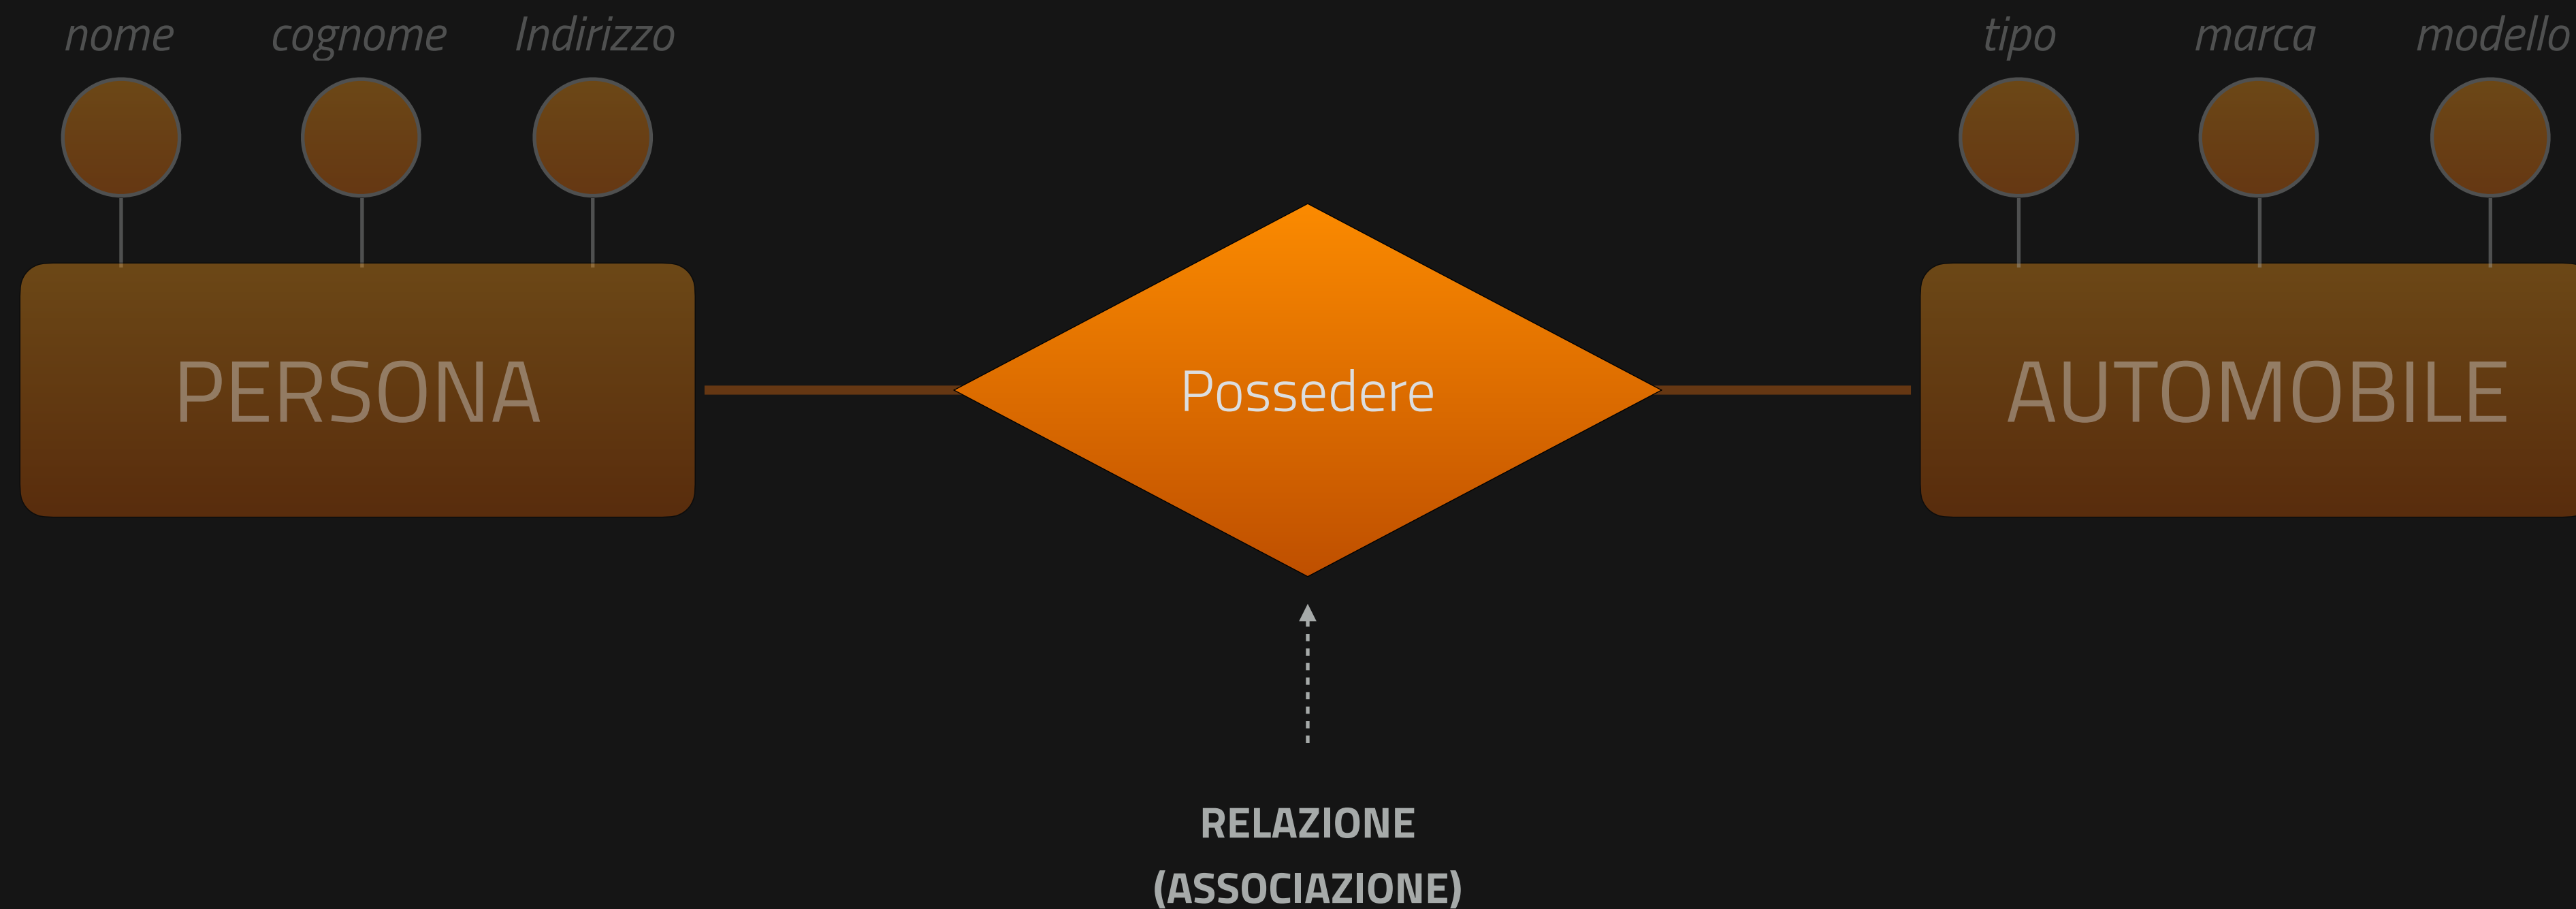 nome cognome Indirizzo tipo marca modello
PERSONA Possedere AUTOMOBILE
RELAZIONE
(ASSOCIAZIONE)